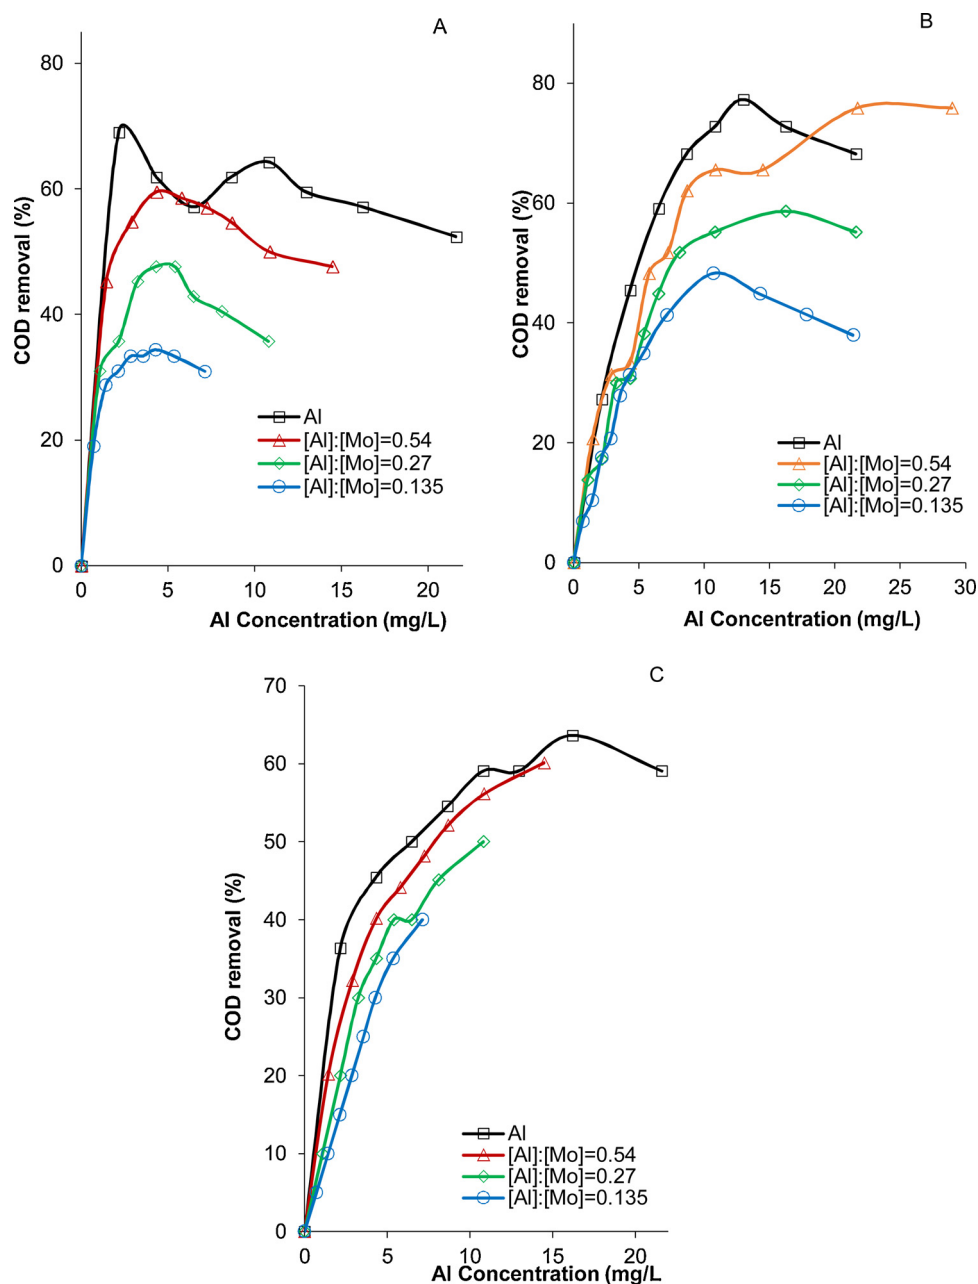 A
COD removal (%)
80
60
40
20
0
Al
[Al]:[Mo]=0.54
[Al]:[Mo]=0.27
[Al]:[Mo]=0.135
0 5 10 15 20
Al Concentration (mg/L)
B
COD removal (%)
80
60
40
20
0
Al
[Al]:[Mo]=0.54
[Al]:[Mo]=0.27
[Al]:[Mo]=0.135
0 5 10 15 20 25 30
Al Concentration (mg/L)
C
COD removal (%)
70
60
50
40
30
20
10
0
Al
[Al]:[Mo]=0.54
[Al]:[Mo]=0.27
[Al]:[Mo]=0.135
0 5 10 15 20
Al Concentration (mg/L